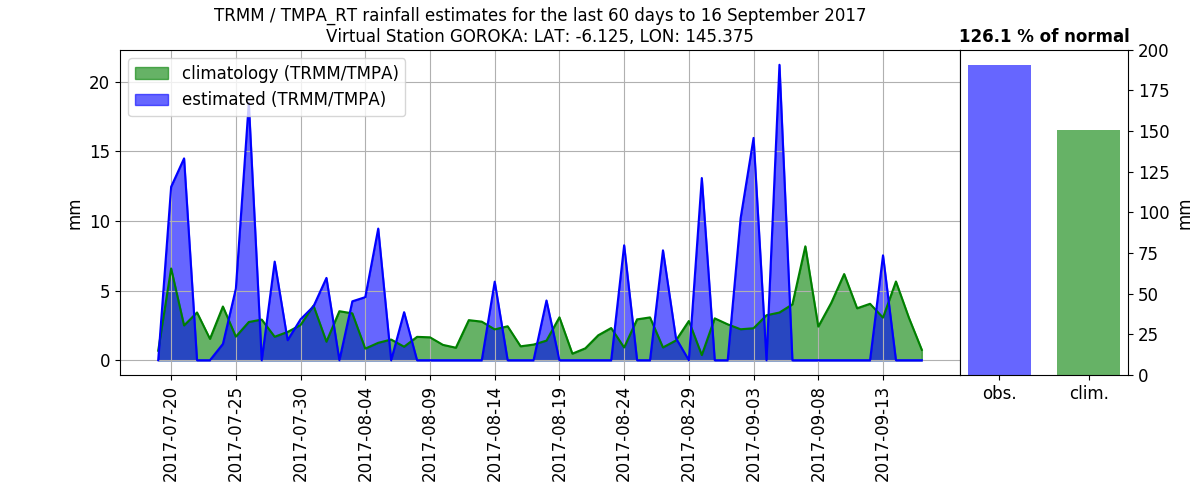 TRMM / TMPA_RT rainfall estimates for the last 60 days to 16 September 2017
Virtual Station GOROKA: LAT: -6.125, LON: 145.375
126.1 % of normal
climatology (TRMM/TMPA)
estimated (TRMM/TMPA)
20
15
10
5
0
mm
2017-07-20
2017-07-25
2017-07-30
2017-08-04
2017-08-09
2017-08-14
2017-08-19
2017-08-24
2017-08-29
2017-09-03
2017-09-08
2017-09-13
200
175
150
125
100
75
50
25
0
mm
obs.
clim.